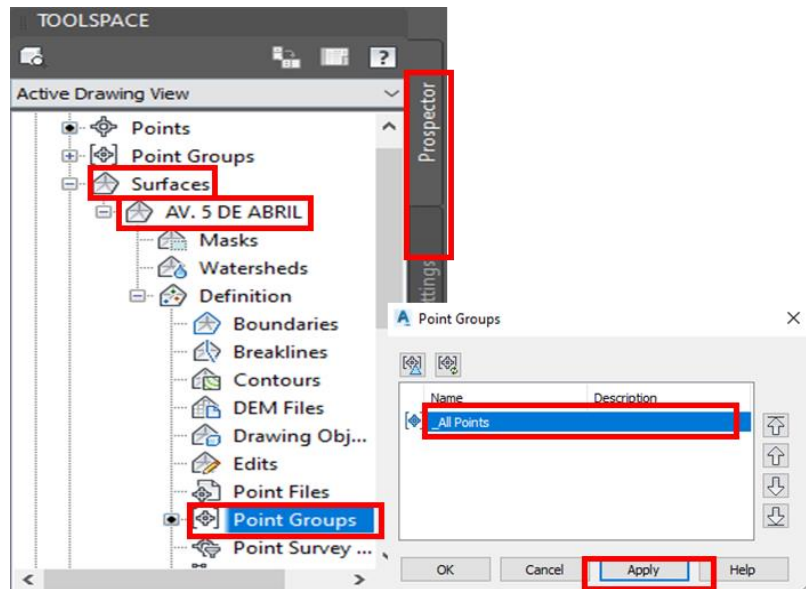 TOOLSPACE
?
Active Drawing View
Points
Point Groups
Surfaces
AV. 5 DE ABRIL
Masks
Watersheds
Definition
Boundaries
Breaklines
Contours
DEM Files
Drawing Obj...
Edits
Point Files
Point Groups
Point Survey ...
Prospector
ttings
Point Groups
Name Description
_All Points
OK Cancel Apply Help